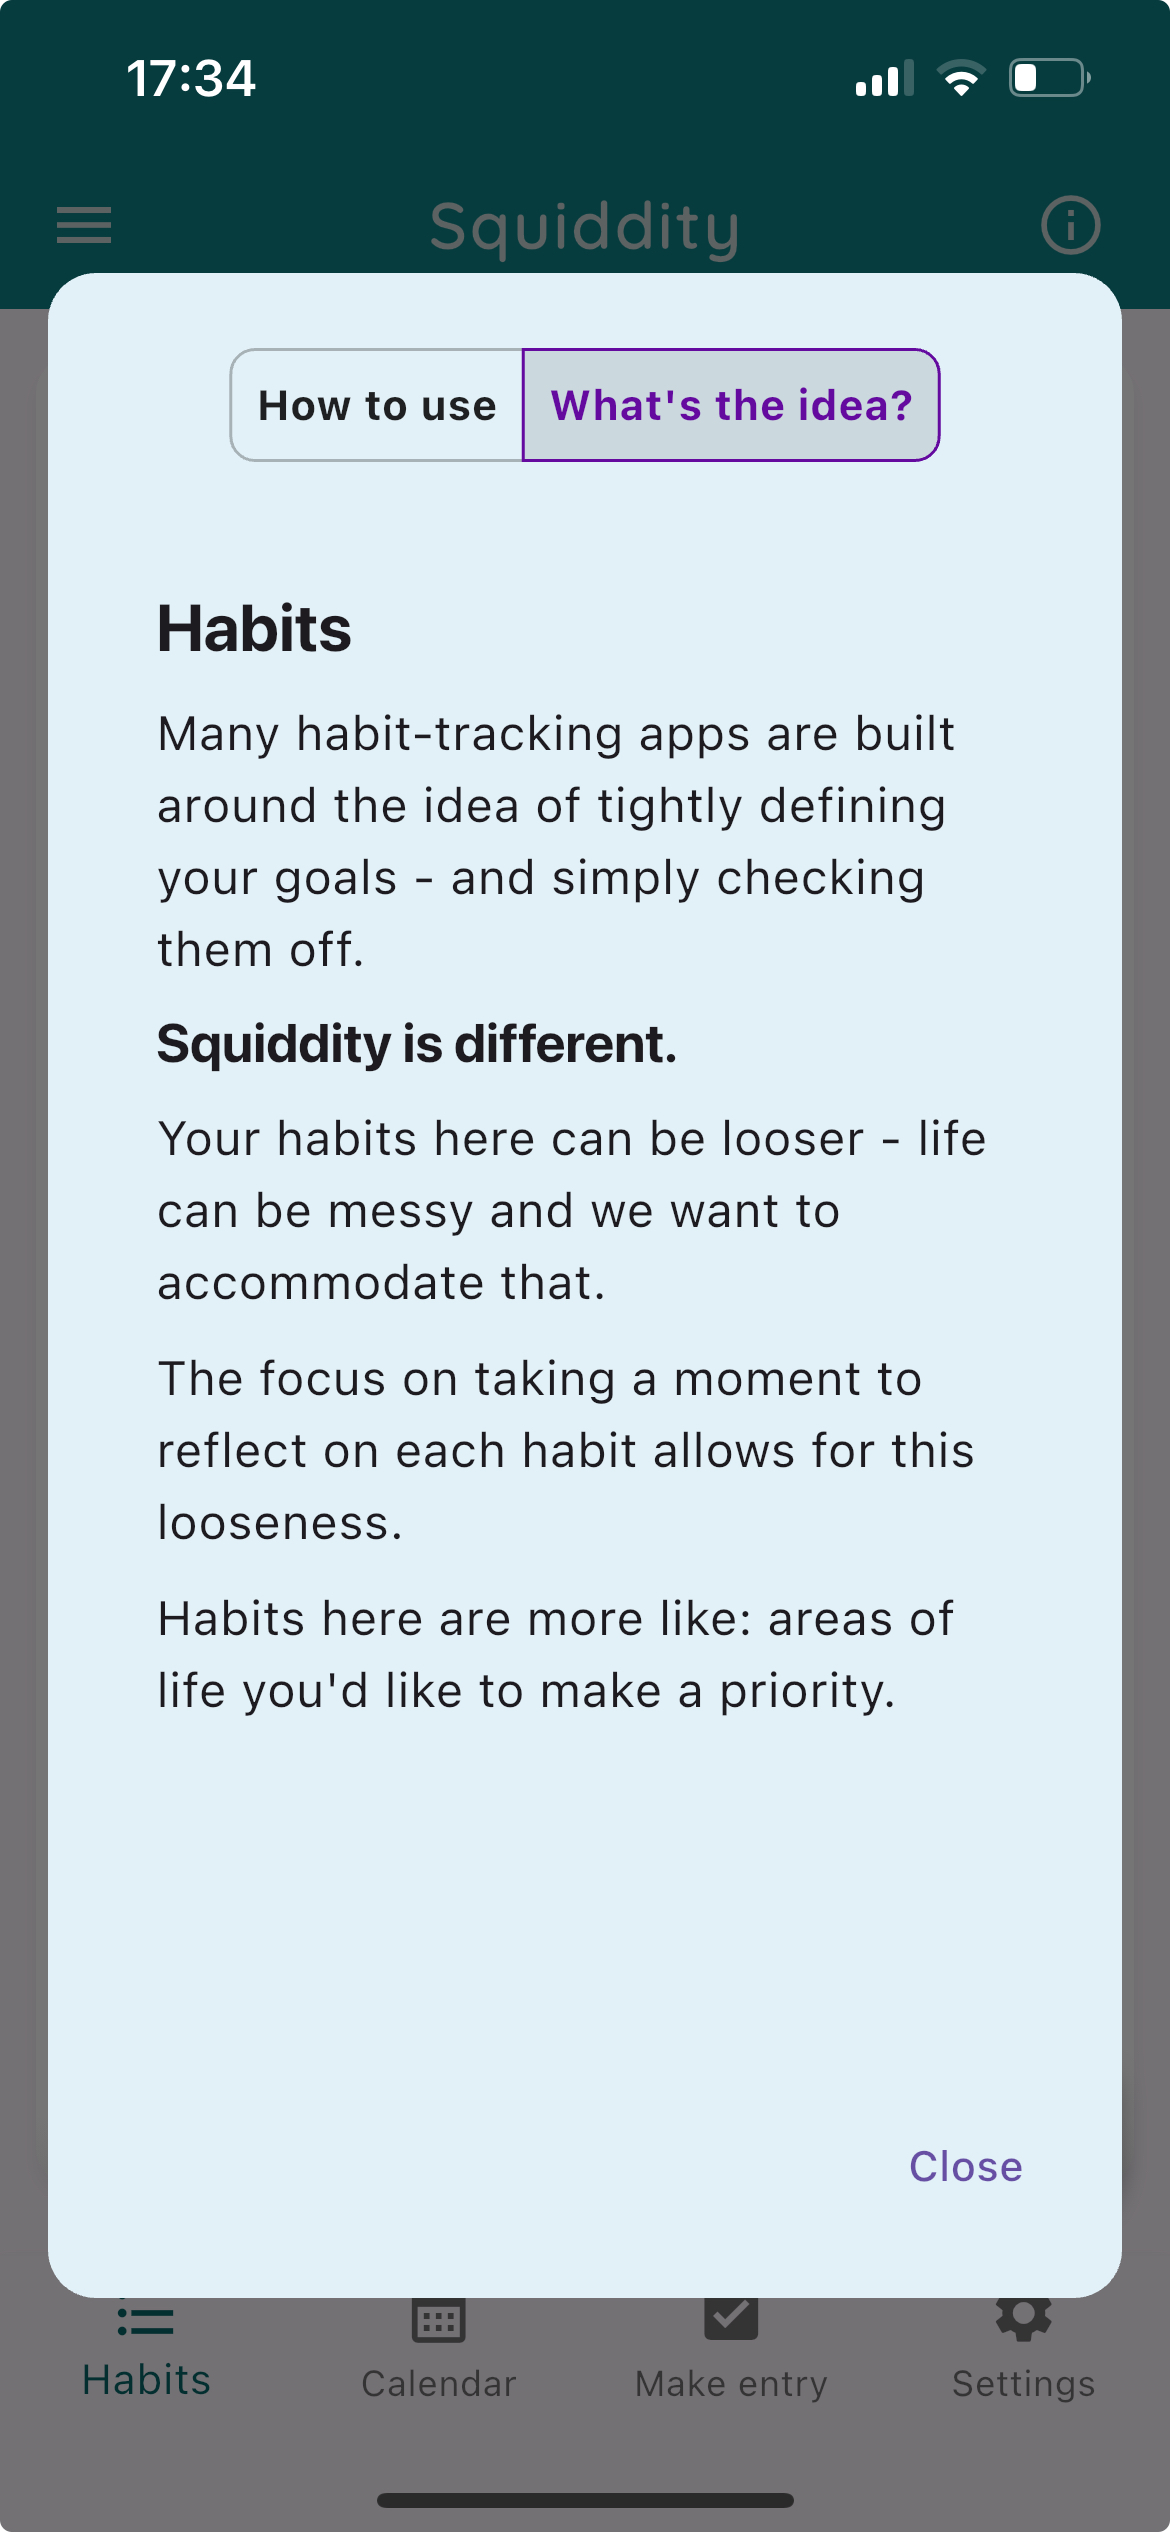 17:34
Squiddity
How to use
What's the idea?
Habits
Many habit-tracking apps are built
around the idea of tightly defining
your goals - and simply checking
them off.
Squiddity is different.
Your habits here can be looser - life
can be messy and we want to
accommodate that.
The focus on taking a moment to
reflect on each habit allows for this
looseness.
Habits here are more like: areas of
life you'd like to make a priority.
Close
Habits
Calendar
Make entry
Settings